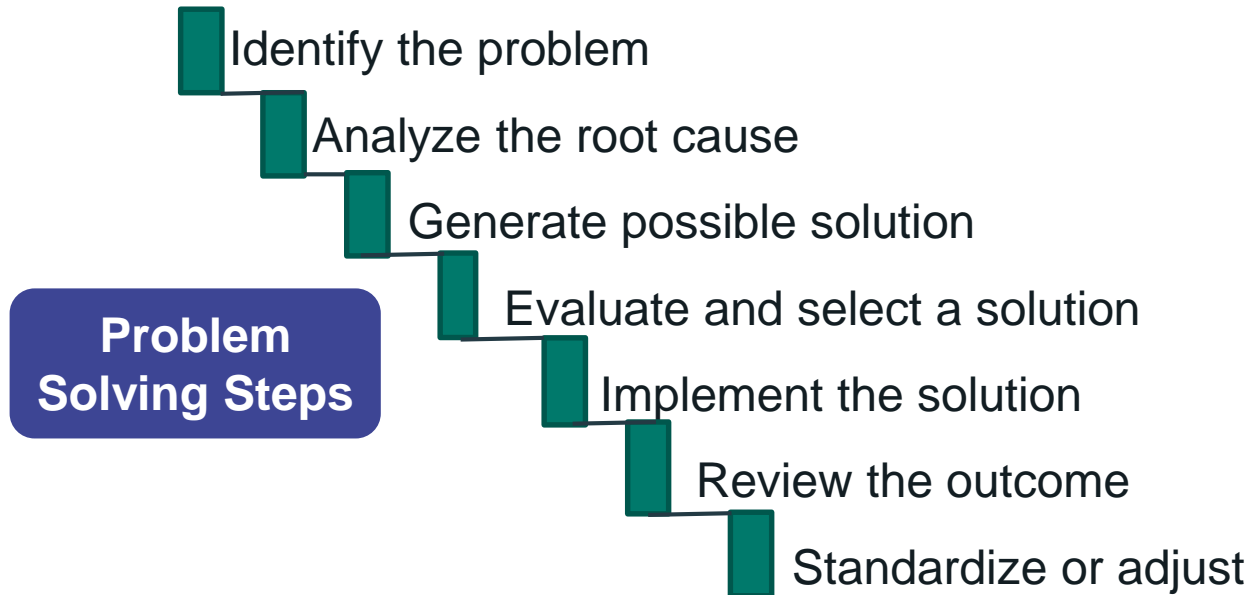 Identify the problem
Analyze the root cause
Generate possible solution
Evaluate and select a solution
Problem
Solving Steps
Implement the solution
Review the outcome
Standardize or adjust